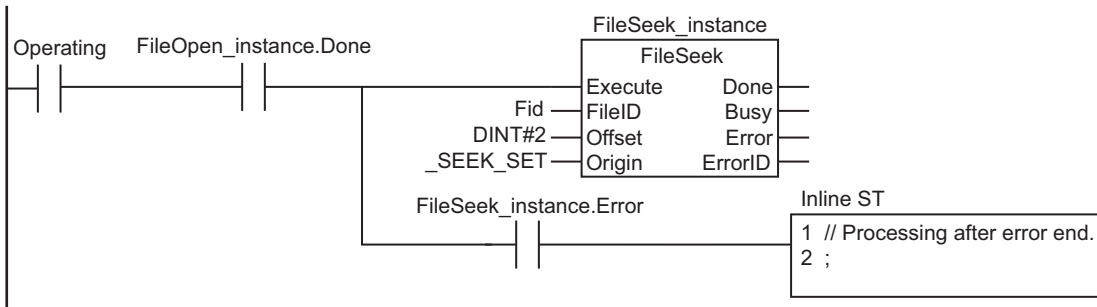 FileSeek_instance
Operating
FileOpen_instance.Done
FileSeek
Execute Done
Fid FileID Busy
DINT#2 Offset Error
_SEEK_SET Origin ErrorID
FileSeek_instance.Error
Inline ST
1 // Processing after error end.
2 ;